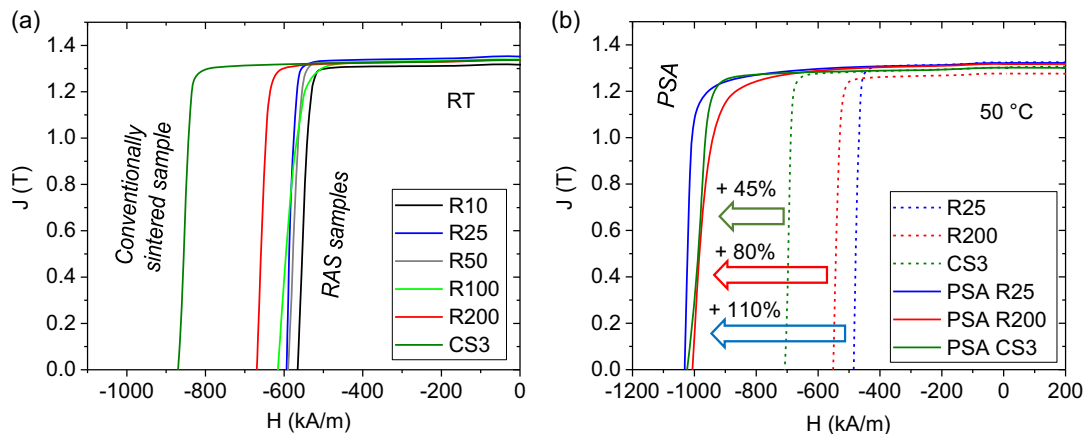 (a)
1.4
1.2
1.0
0.8
0.6
0.4
0.2
0.0
J (T)
Conventionally
sintered sample
RAS samples
RT
R10
R25
R50
R100
R200
CS3
-1000
-800
-600
-400
-200
0
H (kA/m)
(b)
1.4
1.2
1.0
0.8
0.6
0.4
0.2
0.0
J (T)
PSA
50 °C
+ 45%
+ 80%
+ 110%
R25
R200
CS3
PSA R25
PSA R200
PSA CS3
-1200
-1000
-800
-600
-400
-200
0
200
H (kA/m)